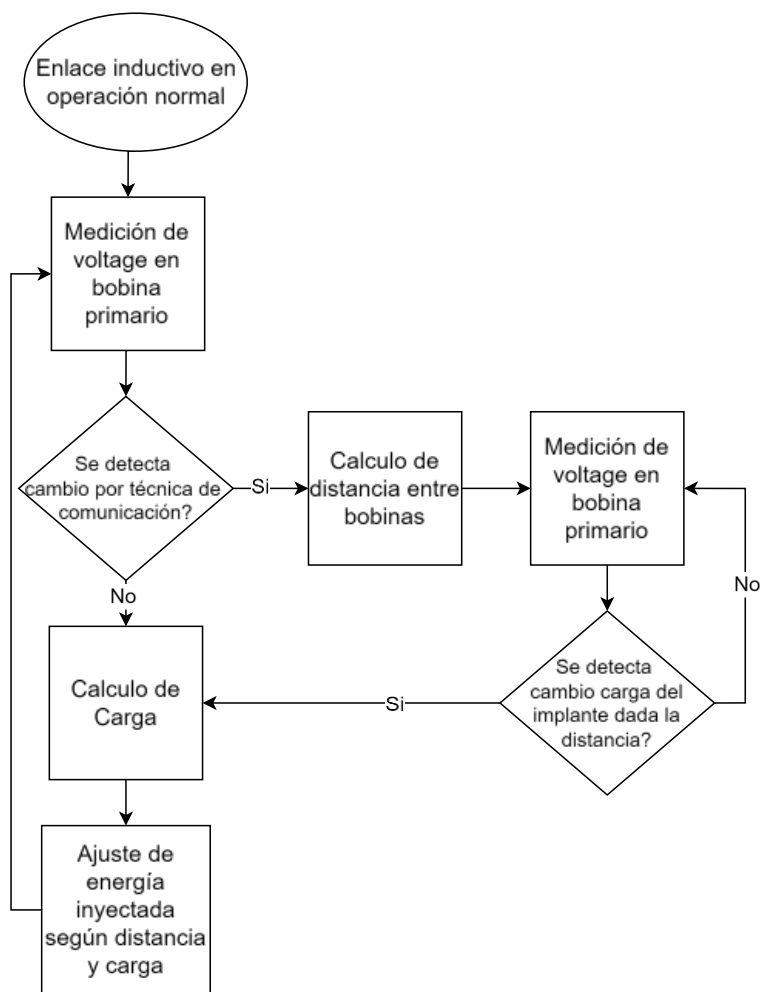 Enlace inductivo en
operación normal
Medición de
voltage en
bobina
primario
Se detecta
cambio por técnica de
comunicación?
Si
Calculo de
distancia entre
bobinas
Medición de
voltage en
bobina
primario
No
No
Se detecta
cambio carga del
implante dada la
distancia?
Si
Calculo de
Carga
Ajuste de
energía
inyectada
según distancia
y carga